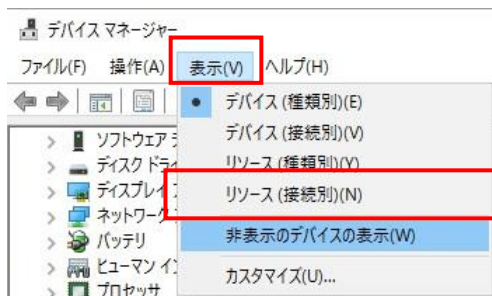 デバイス マネージャー
ファイル(F) 操作(A) 表示(V) ヘルプ(H)
デバイス (種類別)(E)
デバイス (接続別)(V)
リソース (種類別)(Y)
リソース (接続別)(N)
非表示のデバイスの表示(W)
カスタマイズ(U)...
ソフトウェア
ディスク ドラ
ディスプレイ
ネットワーク
バッテリ
ヒューマン イ
プロセッサ